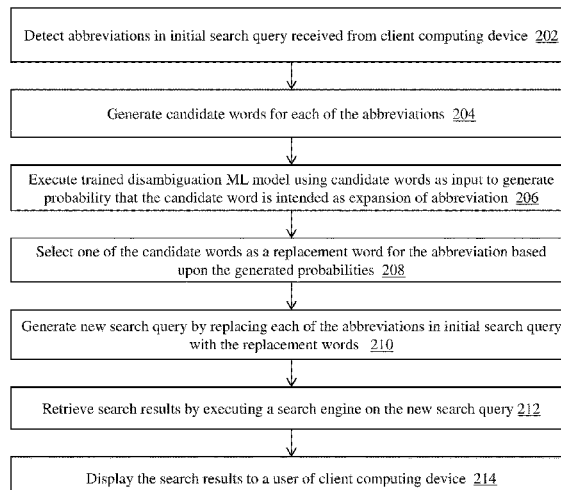 Detect abbreviations in initial search query received from client computing device 202
Generate candidate words for each of the abbreviations 204
Execute trained disambiguation ML model using candidate words as input to generate
probability that the candidate word is intended as expansion of abbreviation 206
Select one of the candidate words as a replacement word for the abbreviation based
upon the generated probabilities 208
Generate new search query by replacing each of the abbreviations in initial search query
with the replacement words 210
Retrieve search results by executing a search engine on the new search query 212
Display the search results to a user of client computing device 214